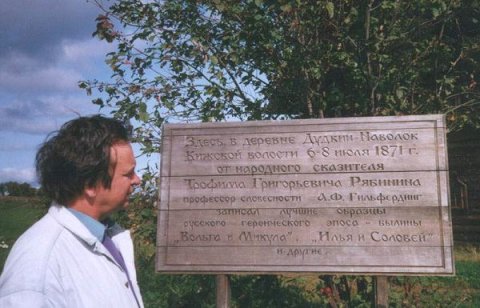 Здесь, в деревне Дудкин Наволок
Кижской волости 6-8 июля 1871 г.
от народного сказителя
Трофима Григорьевича Рябинина
профессор словесности А.Ф. Гильфердинг
записал лучшие образцы
русского героического эпоса - былины
„Вольга и Микула", „Илья и Соловей"
и другие.